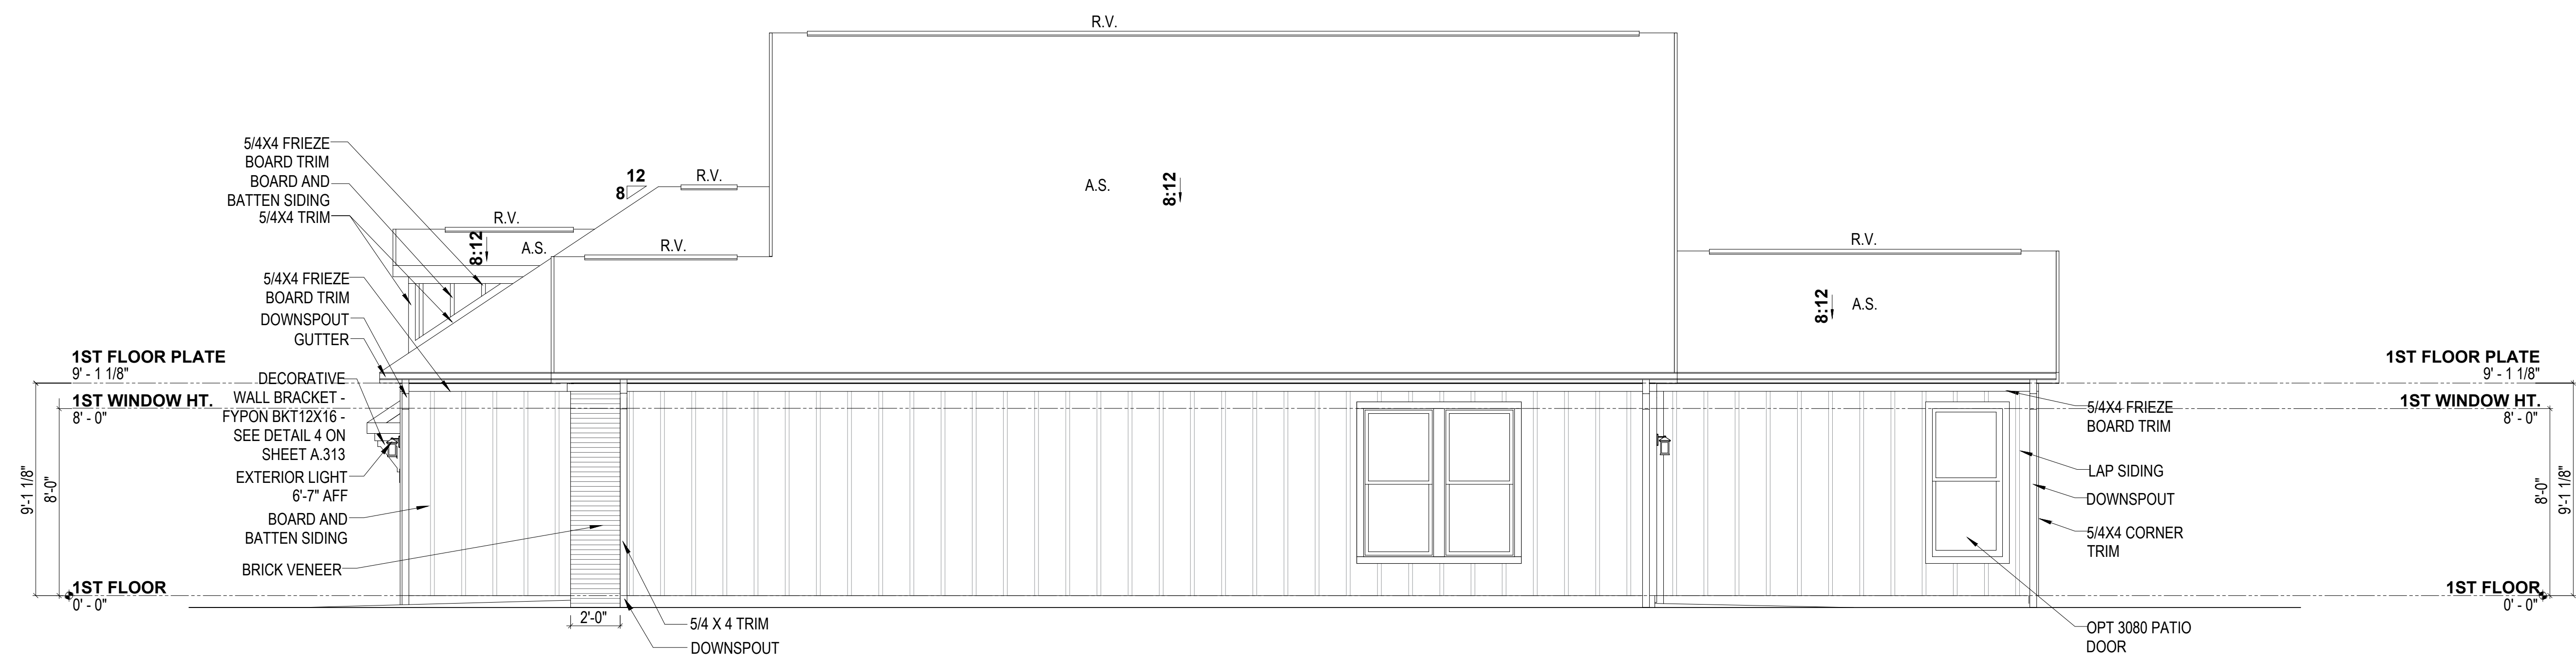 R.V.
5/4X4 FRIEZE
BOARD TRIM
BOARD AND
BATTEN SIDING
5/4X4 TRIM
12
8
R.V.
A.S.
8:12
R.V.
8:12
A.S.
R.V.
R.V.
8:12
A.S.
5/4X4 FRIEZE
BOARD TRIM
DOWNSPOUT
GUTTER
1ST FLOOR PLATE
9' - 1 1/8"
1ST WINDOW HT.
8' - 0"
DECORATIVE
WALL BRACKET -
FYPON BKT12X16 -
SEE DETAIL 4 ON
SHEET A.313
EXTERIOR LIGHT
6'-7" AFF
BOARD AND
BATTEN SIDING
BRICK VENEER
9'-1 1/8"
8'-0"
1ST FLOOR
0' - 0"
2'-0"
5/4 X 4 TRIM
DOWNSPOUT
1ST FLOOR PLATE
9' - 1 1/8"
1ST WINDOW HT.
8' - 0"
5/4X4 FRIEZE
BOARD TRIM
LAP SIDING
DOWNSPOUT
5/4X4 CORNER
TRIM
8'-0"
9'-1 1/8"
1ST FLOOR
0' - 0"
OPT 3080 PATIO
DOOR